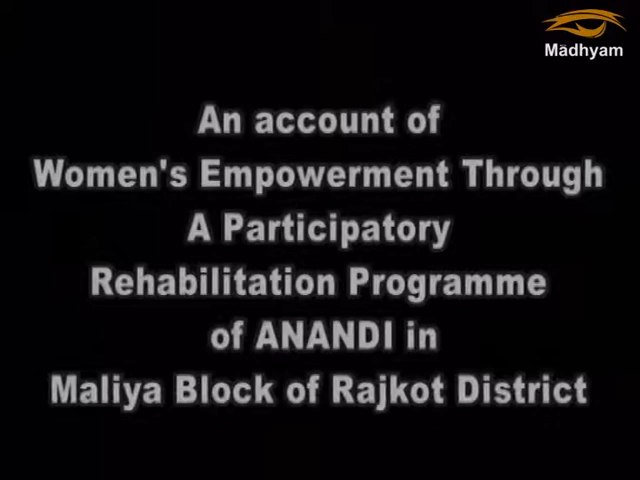 Mādhyam
An account of
Women's Empowerment Through
A Participatory
Rehabilitation Programme
of ANANDI in
Maliya Block of Rajkot District